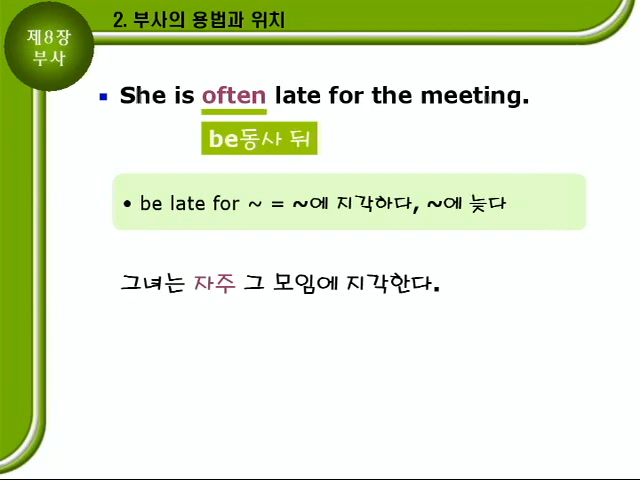 제8장
부사
2. 부사의 용법과 위치
▪ She is often late for the meeting.
be동사 뒤
• be late for ~ = ~에 지각하다, ~에 늦다
그녀는 자주 그 모임에 지각한다.